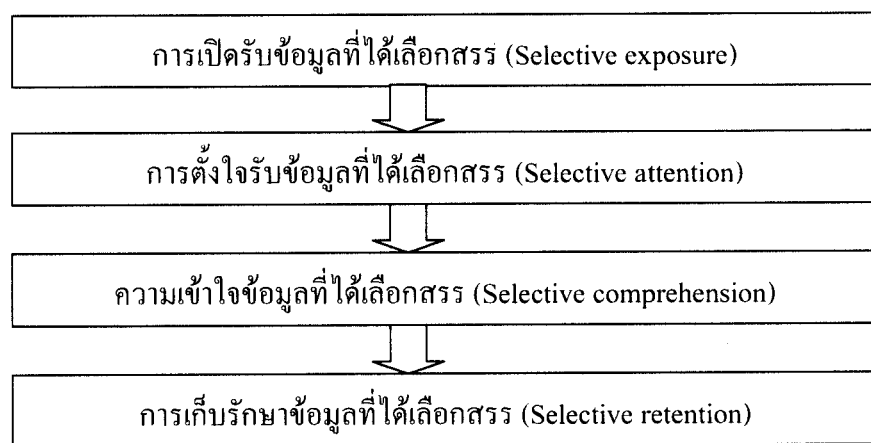 การเปิดรับข้อมูลที่ได้เลือกสรร (Selective exposure)
การตั้งใจรับข้อมูลที่ได้เลือกสรร (Selective attention)
ความเข้าใจข้อมูลที่ได้เลือกสรร (Selective comprehension)
การเก็บรักษาข้อมูลที่ได้เลือกสรร (Selective retention)